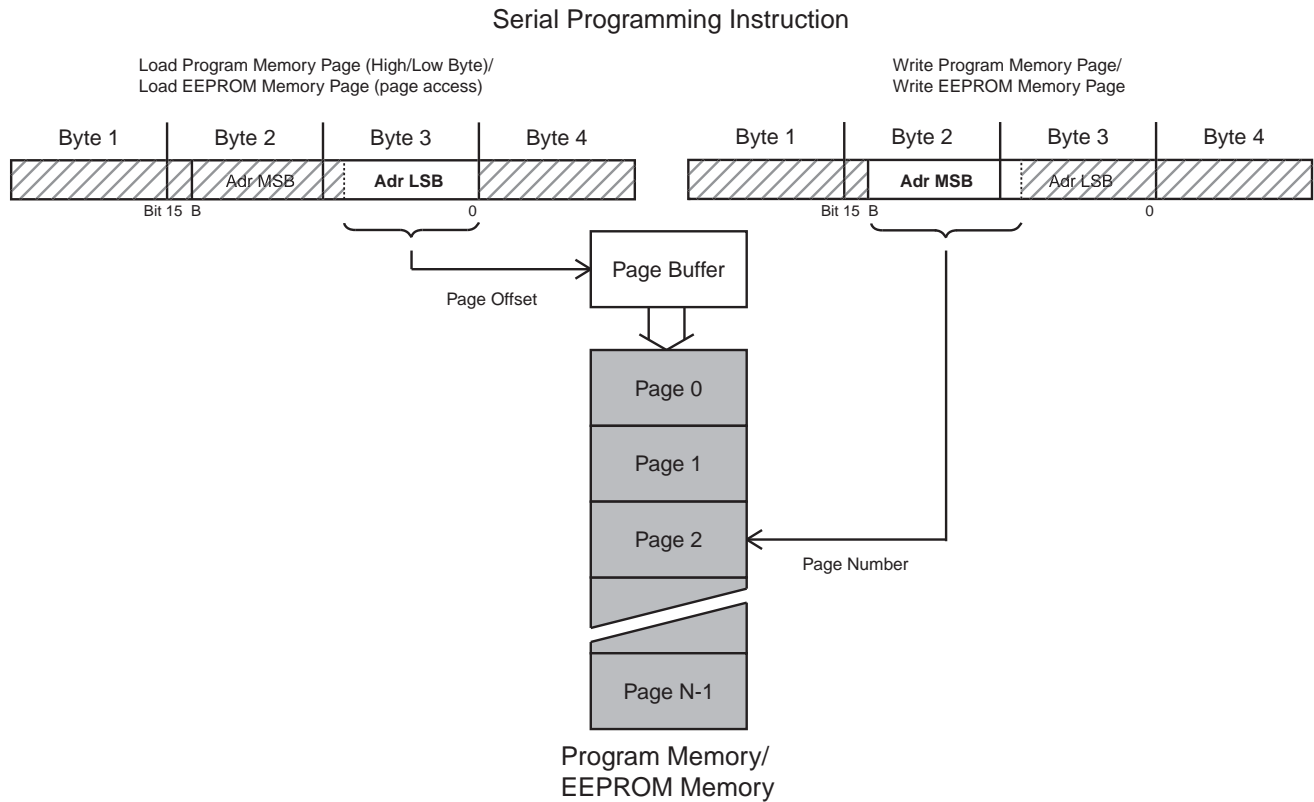 Serial Programming Instruction
Load Program Memory Page (High/Low Byte)/
Load EEPROM Memory Page (page access)
Write Program Memory Page/
Write EEPROM Memory Page
Byte 1 Byte 2 Byte 3 Byte 4
Byte 1 Byte 2 Byte 3 Byte 4
Adr MSB Adr LSB
Adr MSB Adr LSB
Bit 15 B 0
Bit 15 B 0
Page Buffer
Page Offset
Page 0
Page 1
Page 2
Page Number
Page N-1
Program Memory/
EEPROM Memory